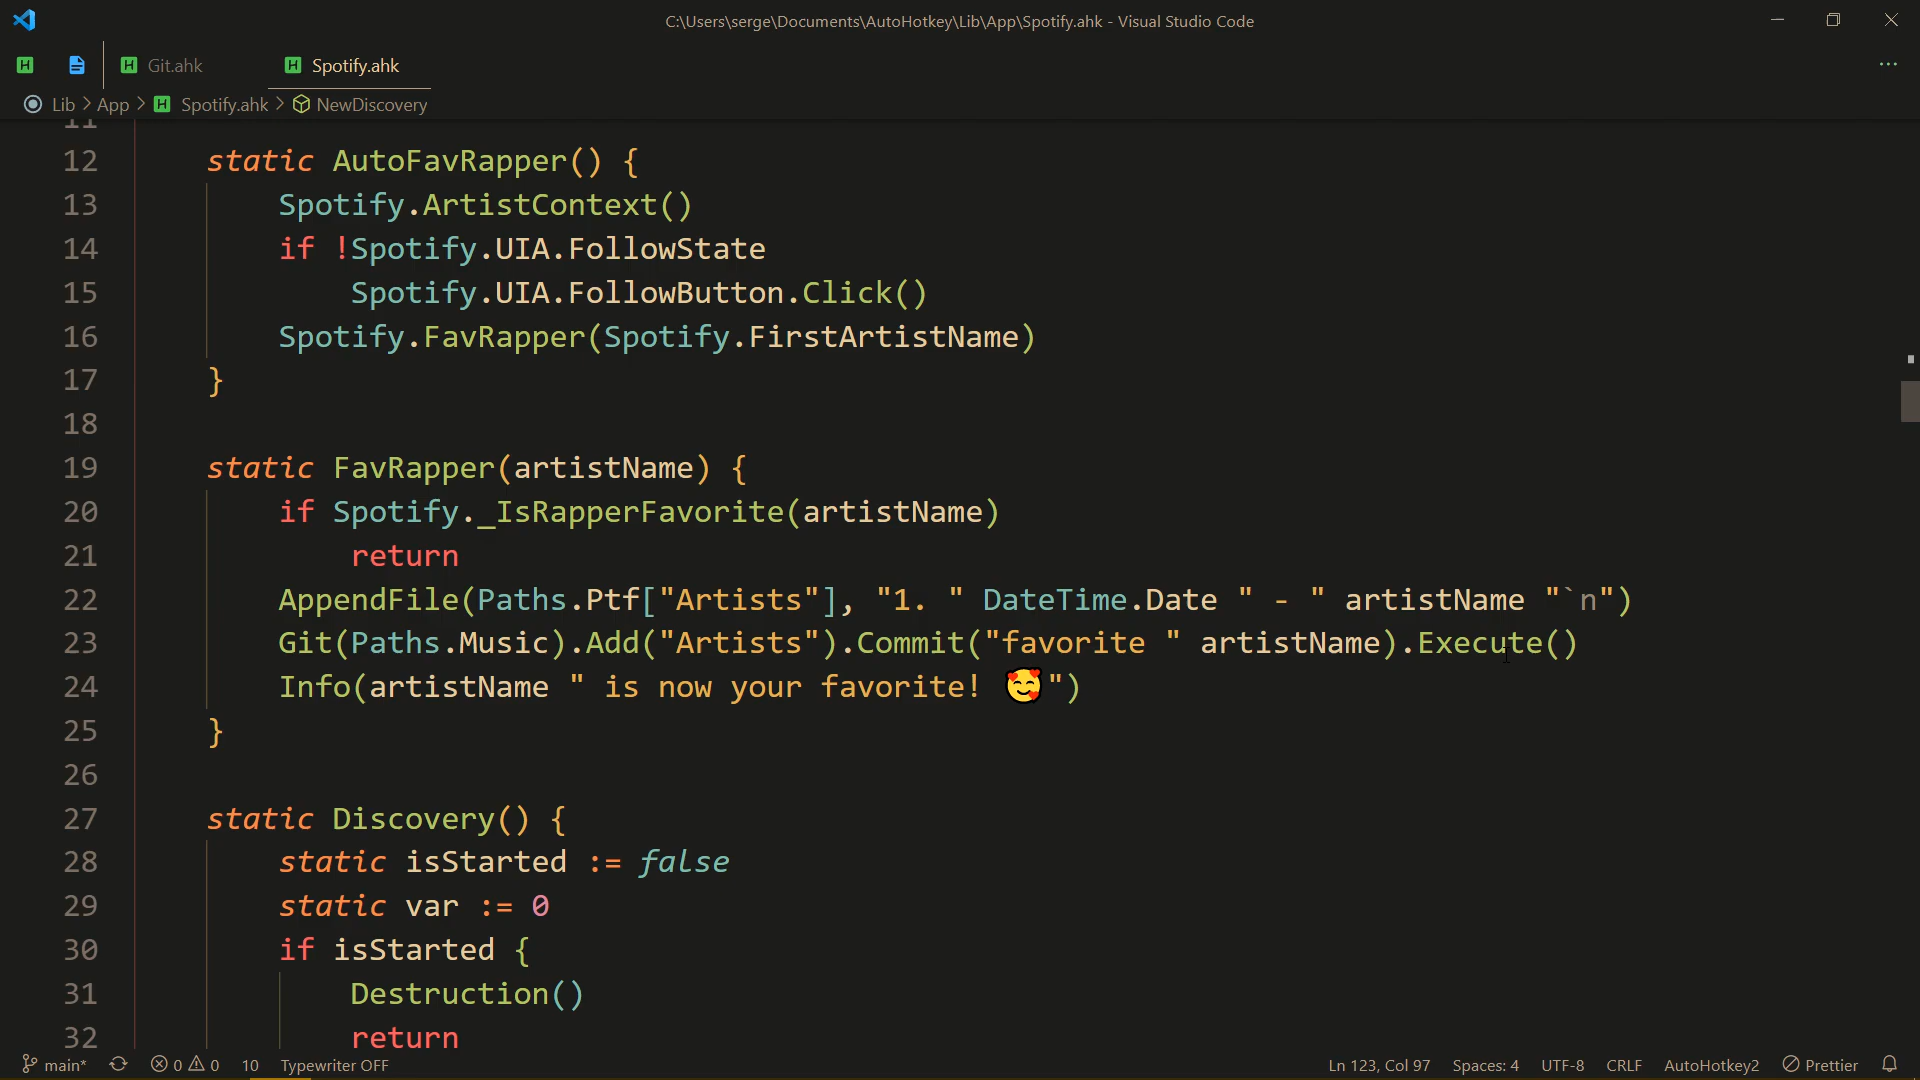 C:\Users\serge\Documents\AutoHotkey\Lib\App\Spotify.ahk - Visual Studio Code
Git.ahk Spotify.ahk
Lib > App > Spotify.ahk > NewDiscovery
11
12 static AutoFavRapper() {
13 Spotify.ArtistContext()
14 if !Spotify.UIA.FollowState
15 Spotify.UIA.FollowButton.Click()
16 Spotify.FavRapper(Spotify.FirstArtistName)
17 }
18
19 static FavRapper(artistName) {
20 if Spotify._IsRapperFavorite(artistName)
21 return
22 AppendFile(Paths.Ptf["Artists"], "1. " DateTime.Date " - " artistName "`n")
23 Git(Paths.Music).Add("Artists").Commit("favorite " artistName).Execute()
24 Info(artistName " is now your favorite! 🥰")
25 }
26
27 static Discovery() {
28 static isStarted := false
29 static var := 0
30 if isStarted {
31 Destruction()
32 return
main* 0 0 10 Typewriter OFF Ln 123, Col 97 Spaces: 4 UTF-8 CRLF AutoHotkey2 Prettier